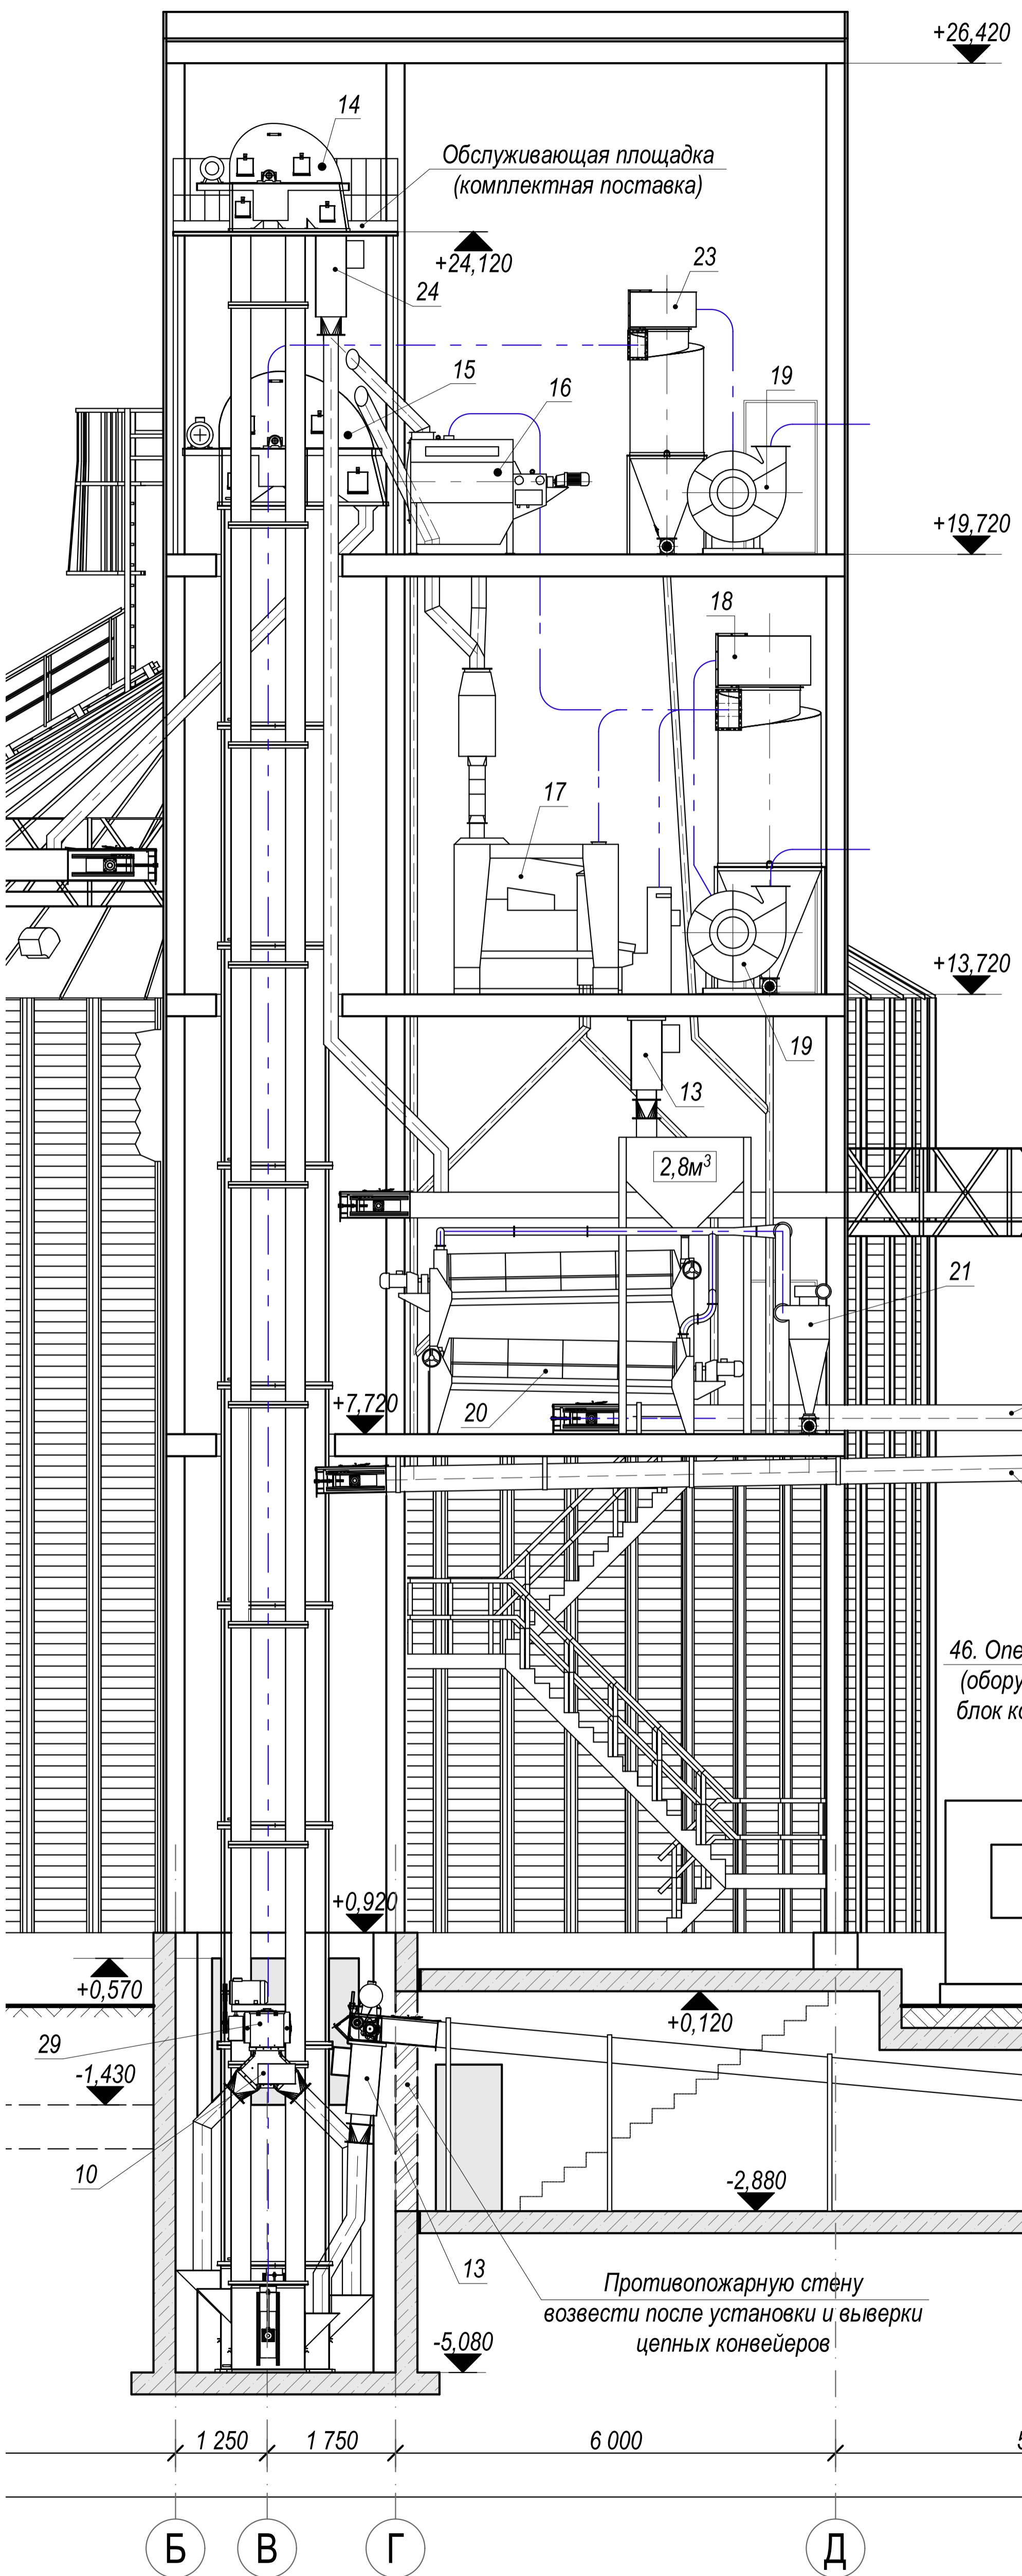 +26,420
14
Обслуживающая площадка
(комплектная поставка)
+24,120
23
24
15
16
19
+19,720
18
17
+13,720
19
13
2,8м³
21
+7,720
20
46. Опе
(обору
блок ко
+0,920
+0,570
+0,120
29
-1,430
10
-2,880
13
Противопожарную стену
возвести после установки и выверки
цепных конвейеров
-5,080
1 250
1 750
6 000
Б
В
Г
Д